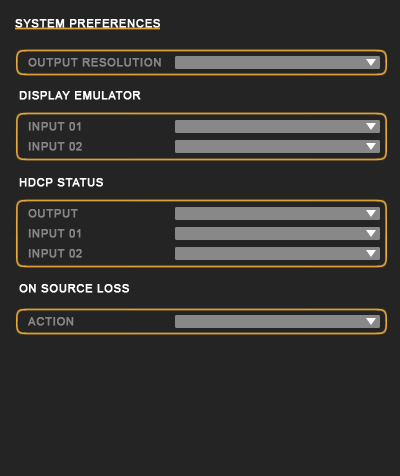 SYSTEM PREFERENCES
OUTPUT RESOLUTION
DISPLAY EMULATOR
INPUT 01
INPUT 02
HDCP STATUS
OUTPUT
INPUT 01
INPUT 02
ON SOURCE LOSS
ACTION